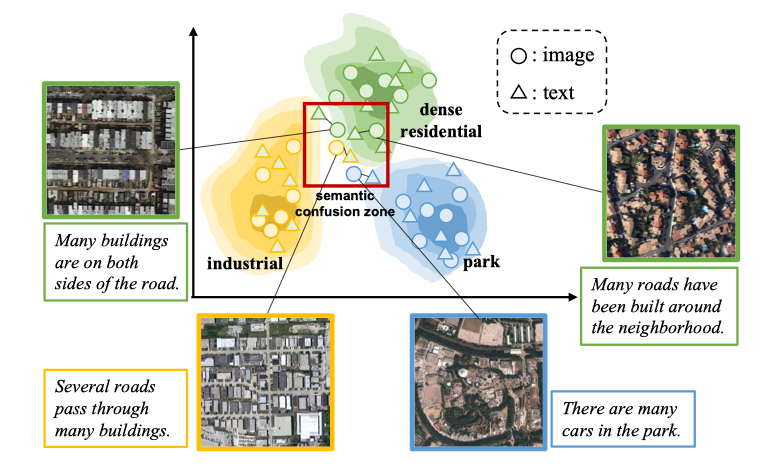 : image
: text
dense
residential
semantic
confusion zone
industrial
park
Many buildings
are on both
sides of the road.
Many roads have
been built around
the neighborhood.
Several roads
pass through
many buildings.
There are many
cars in the park.